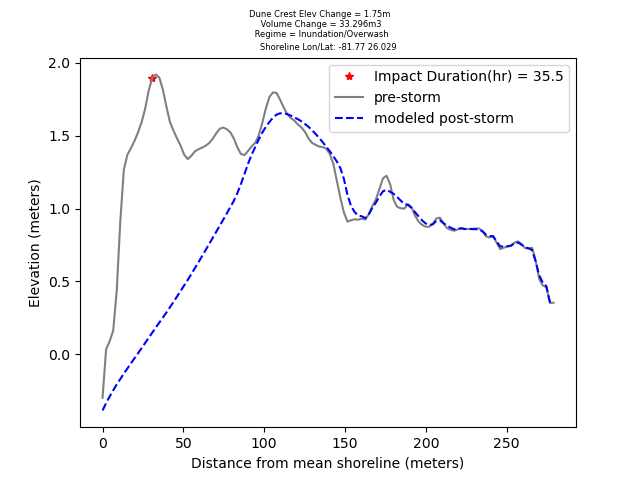 Dune Crest Elev Change = 1.75m
Volume Change = 33.296m3
Regime = Inundation/Overwash
Shoreline Lon/Lat: -81.77 26.029
Impact Duration(hr) = 35.5
pre-storm
modeled post-storm
2.0
1.5
1.0
0.5
0.0
Elevation (meters)
0 50 100 150 200 250
Distance from mean shoreline (meters)